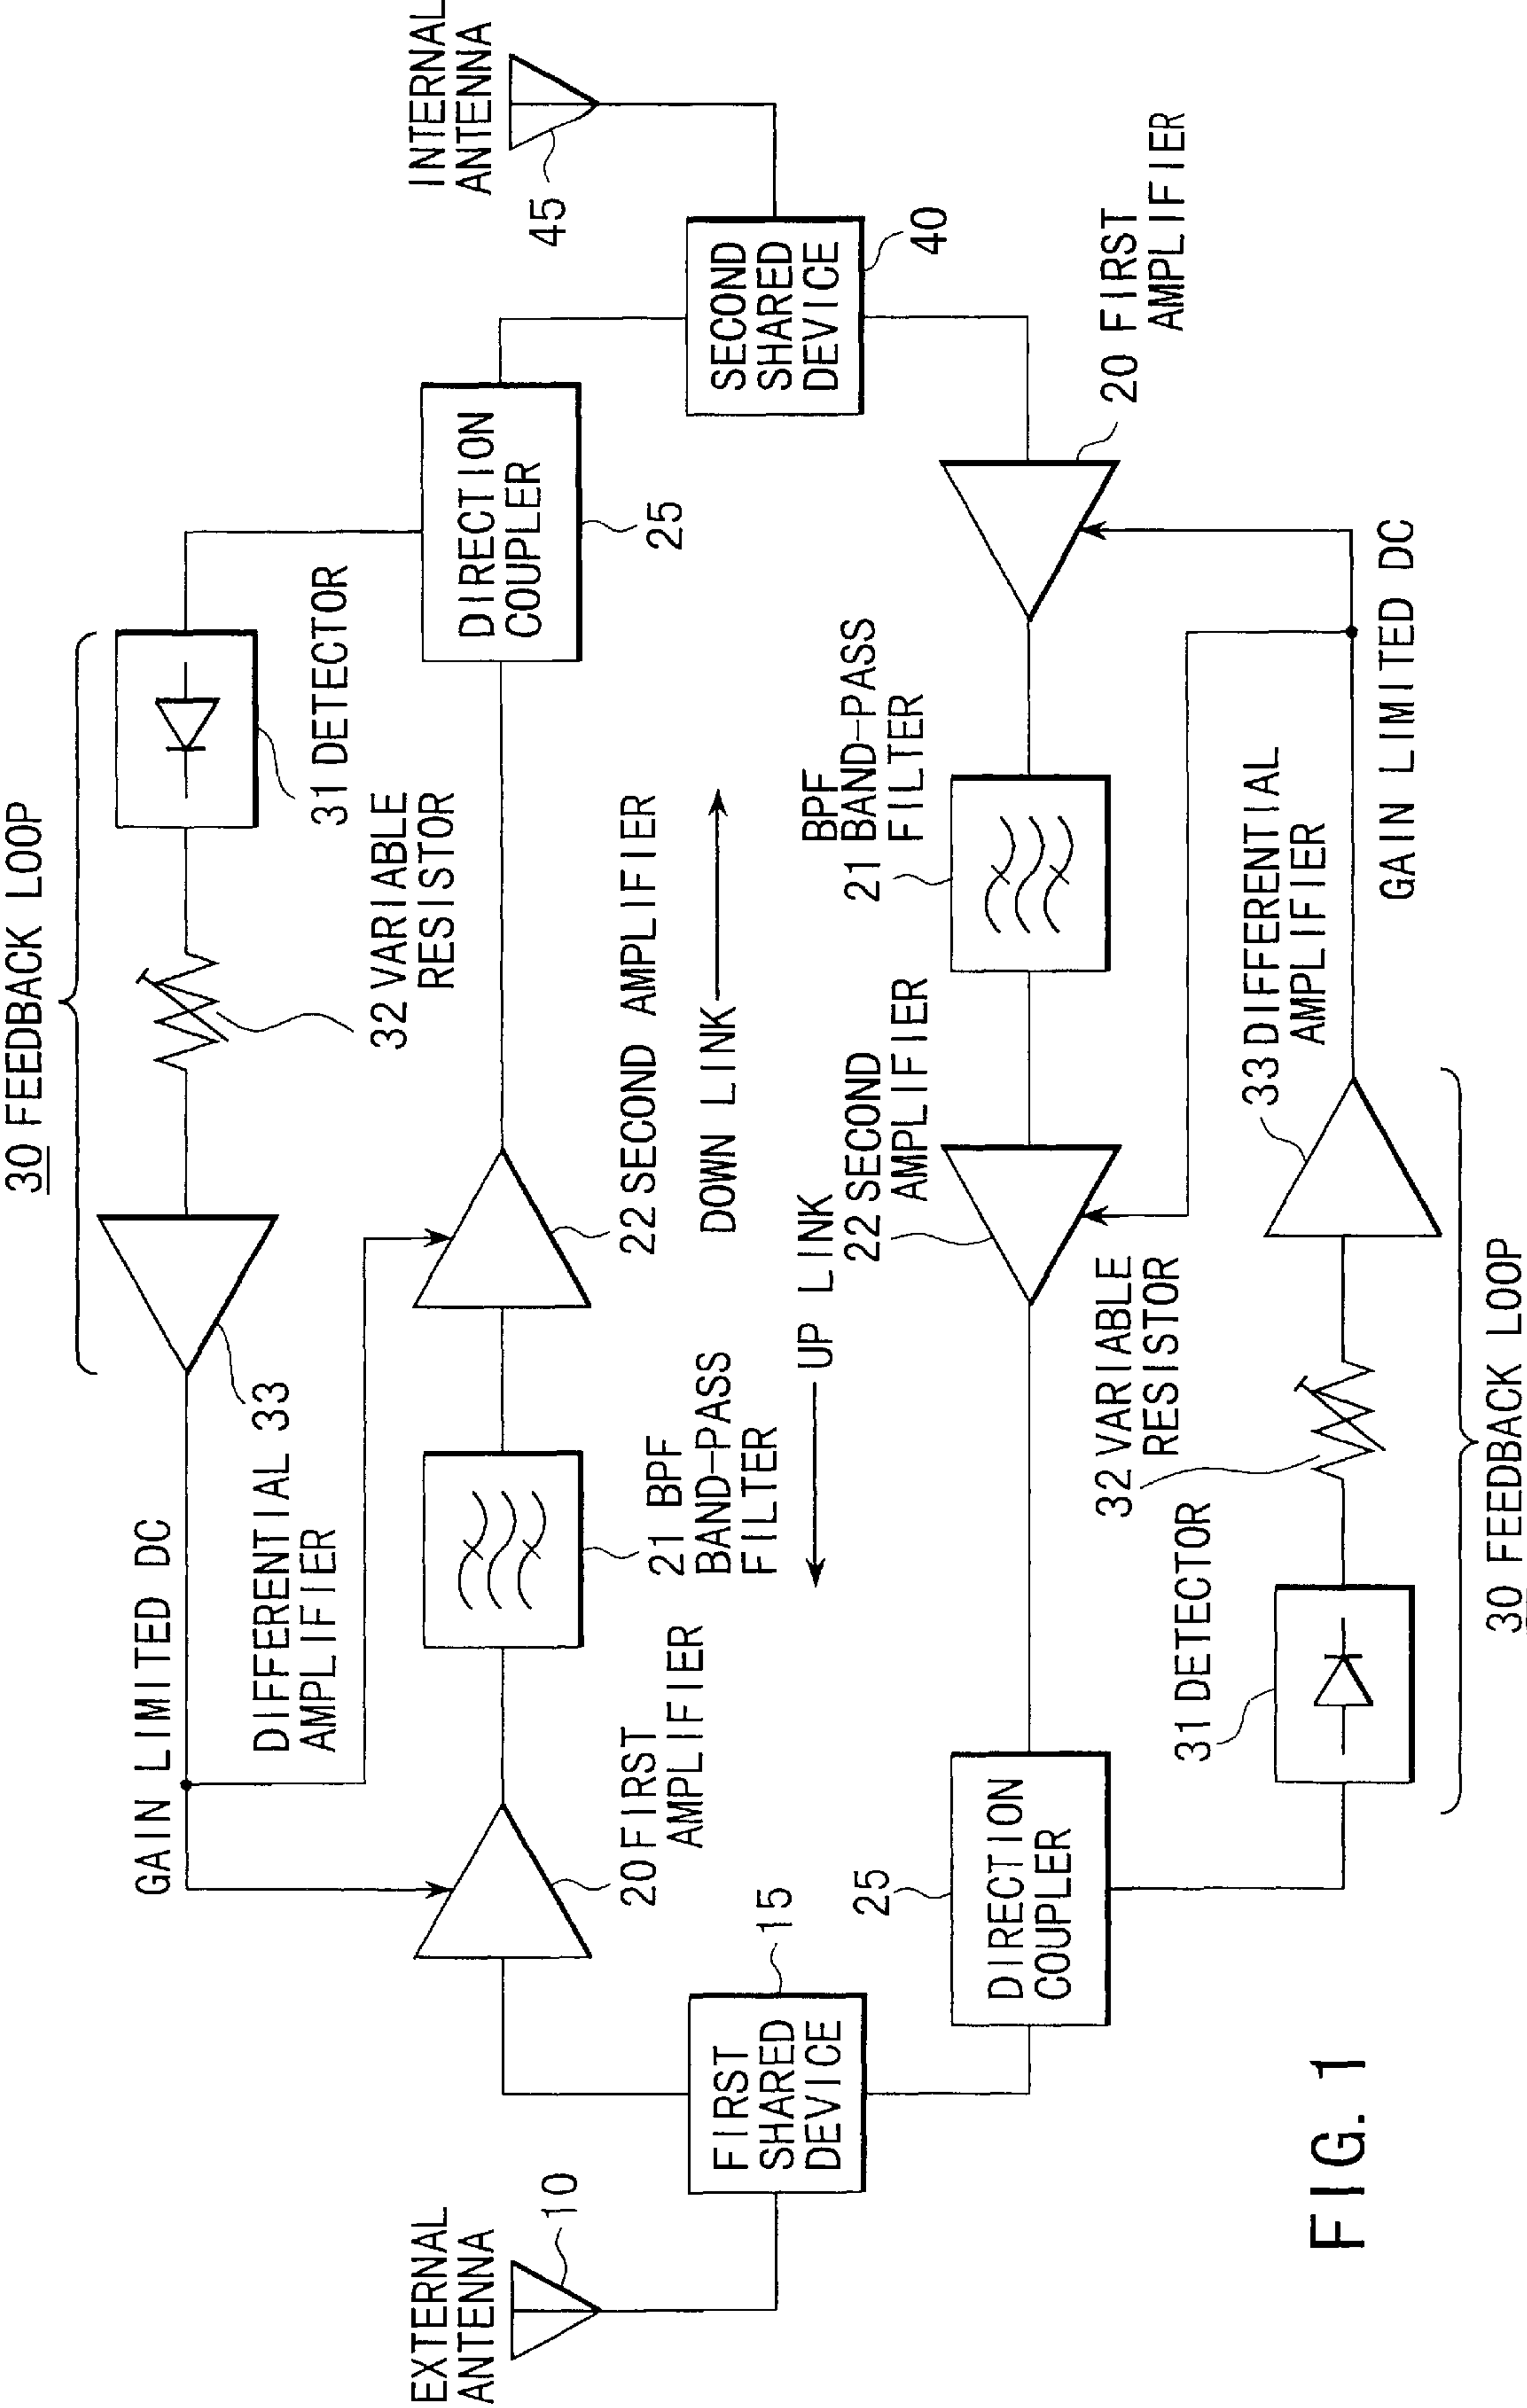 30 FEEDBACK LOOP
GAIN LIMITED DC
DIFFERENTIAL 33
AMPLIFIER
32 VARIABLE
RESISTOR
31 DETECTOR
EXTERNAL
ANTENNA
10
INTERNAL
ANTENNA
45
DIRECTION
COUPLER
25
20 FIRST
AMPLIFIER
21 BPF
BAND-PASS
FILTER
22 SECOND AMPLIFIER
DOWN LINK
UP LINK
FIRST
SHARED
DEVICE
15
SECOND
SHARED
DEVICE
40
25
DIRECTION
COUPLER
22 SECOND
AMPLIFIER
BPF
21 BAND-PASS
FILTER
20 FIRST
AMPLIFIER
31 DETECTOR
32 VARIABLE
RESISTOR
33 DIFFERENTIAL
AMPLIFIER
GAIN LIMITED DC
30 FEEDBACK LOOP
FIG. 1